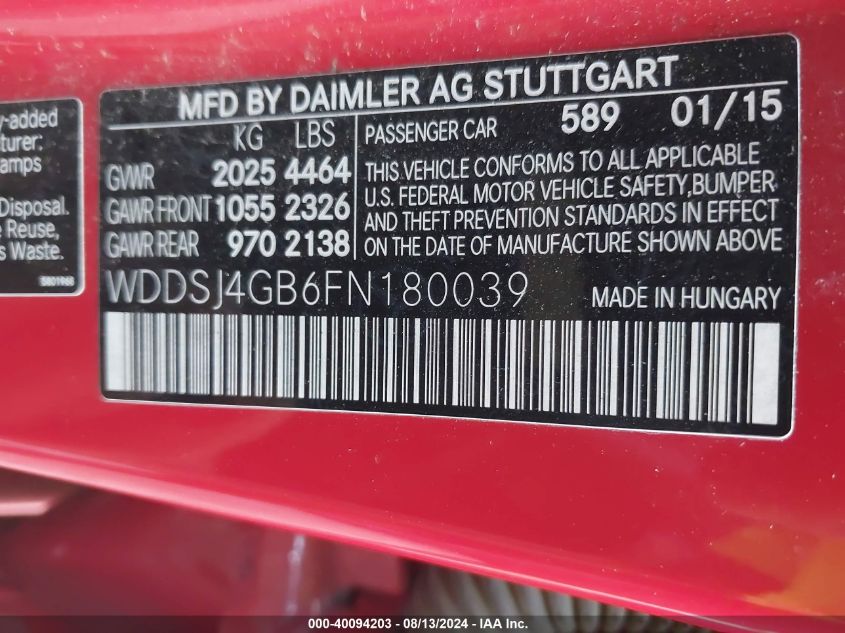 MFD BY DAIMLER AG STUTTGART
KG LBS
GVWR 2025 4464
GAWR FRONT 1055 2326
GAWR REAR 970 2138
PASSENGER CAR 589 01/15
THIS VEHICLE CONFORMS TO ALL APPLICABLE
U.S. FEDERAL MOTOR VEHICLE SAFETY,BUMPER
AND THEFT PREVENTION STANDARDS IN EFFECT
ON THE DATE OF MANUFACTURE SHOWN ABOVE
WDDSJ4GB6FN180039 MADE IN HUNGARY
y-added
turer:
amps
Disposal.
Reuse,
s Waste.
000-40094203 - 08/13/2024 - IAA Inc.